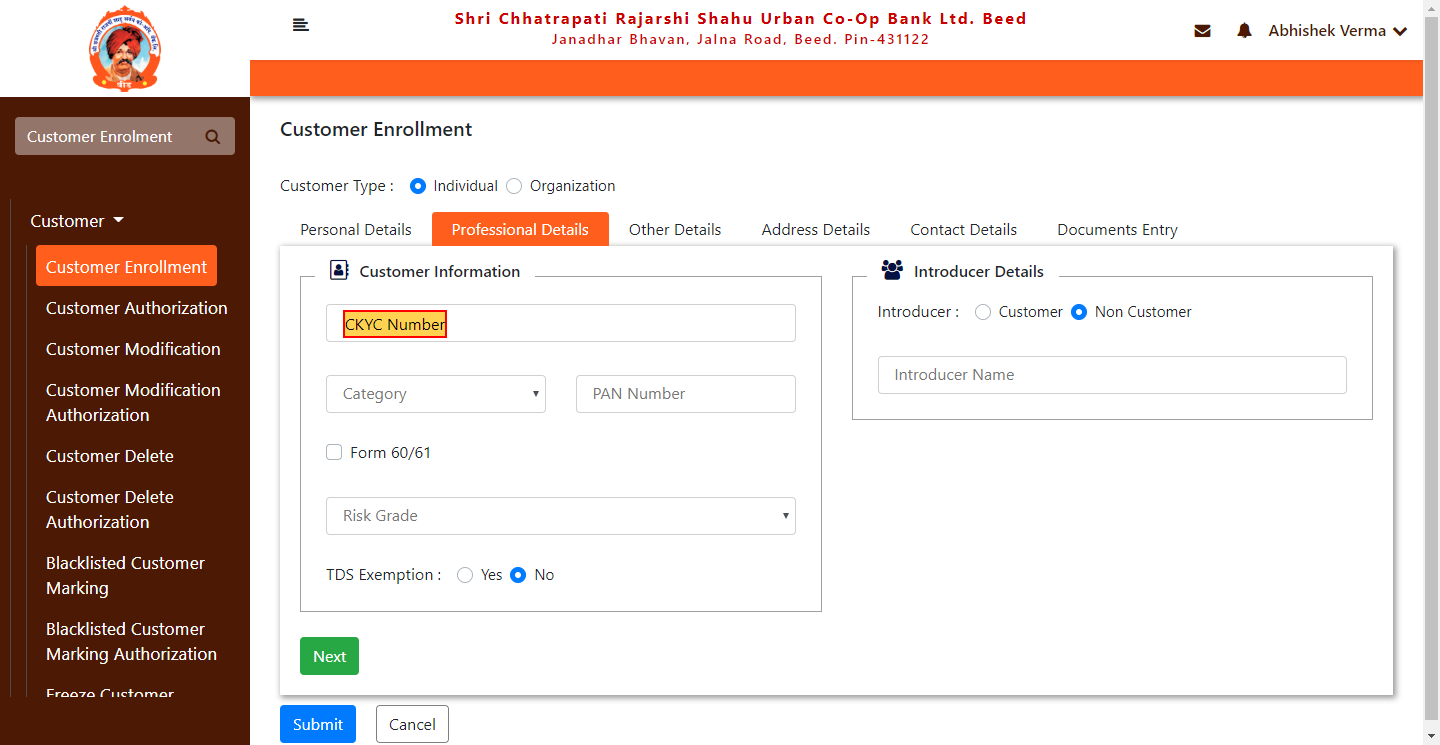 Shri Chhatrapati Rajarshi Shahu Urban Co-Op Bank Ltd. Beed
Janadhar Bhavan, Jalna Road, Beed. Pin-431122
Abhishek Verma
Customer Enrolment
Customer
Customer Enrollment
Customer Authorization
Customer Modification
Customer Modification
Authorization
Customer Delete
Customer Delete
Authorization
Blacklisted Customer
Marking
Blacklisted Customer
Marking Authorization
Freeze Customer
Customer Enrollment
Customer Type : Individual Organization
Personal Details Professional Details Other Details Address Details Contact Details Documents Entry
Customer Information
CKYC Number
Category PAN Number
Form 60/61
Risk Grade
TDS Exemption : Yes No
Next
Introducer Details
Introducer : Customer Non Customer
Introducer Name
Submit Cancel